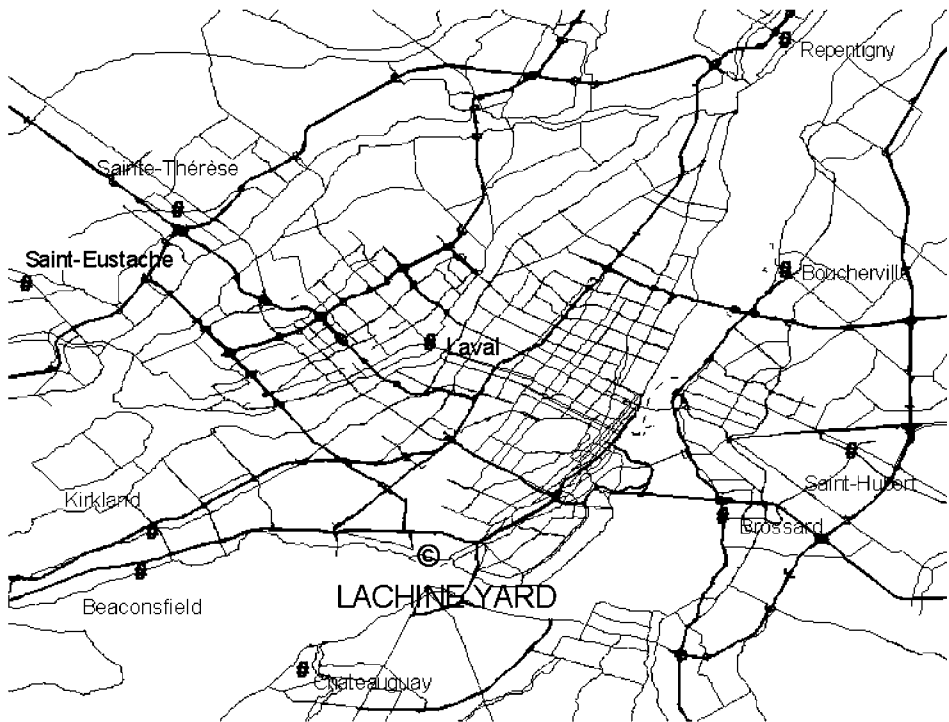 Repentigny
Sainte-Thérèse
Saint-Eustache
Boucherville
Laval
Saint-Hubert
Kirkland
Brossard
©
LACHINE YARD
Beaconsfield
Chateauguay